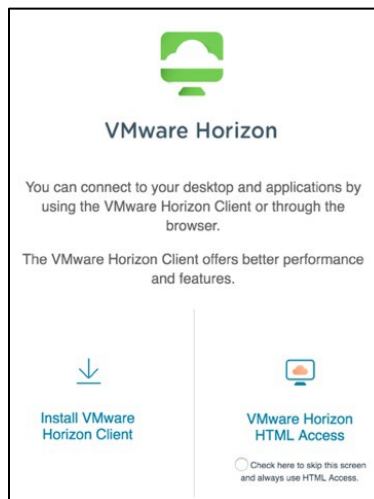 VMware Horizon
You can connect to your desktop and applications by
using the VMware Horizon Client or through the
browser.
The VMware Horizon Client offers better performance
and features.
Install VMware
Horizon Client
VMware Horizon
HTML Access
Check here to skip this screen
and always use HTML Access.